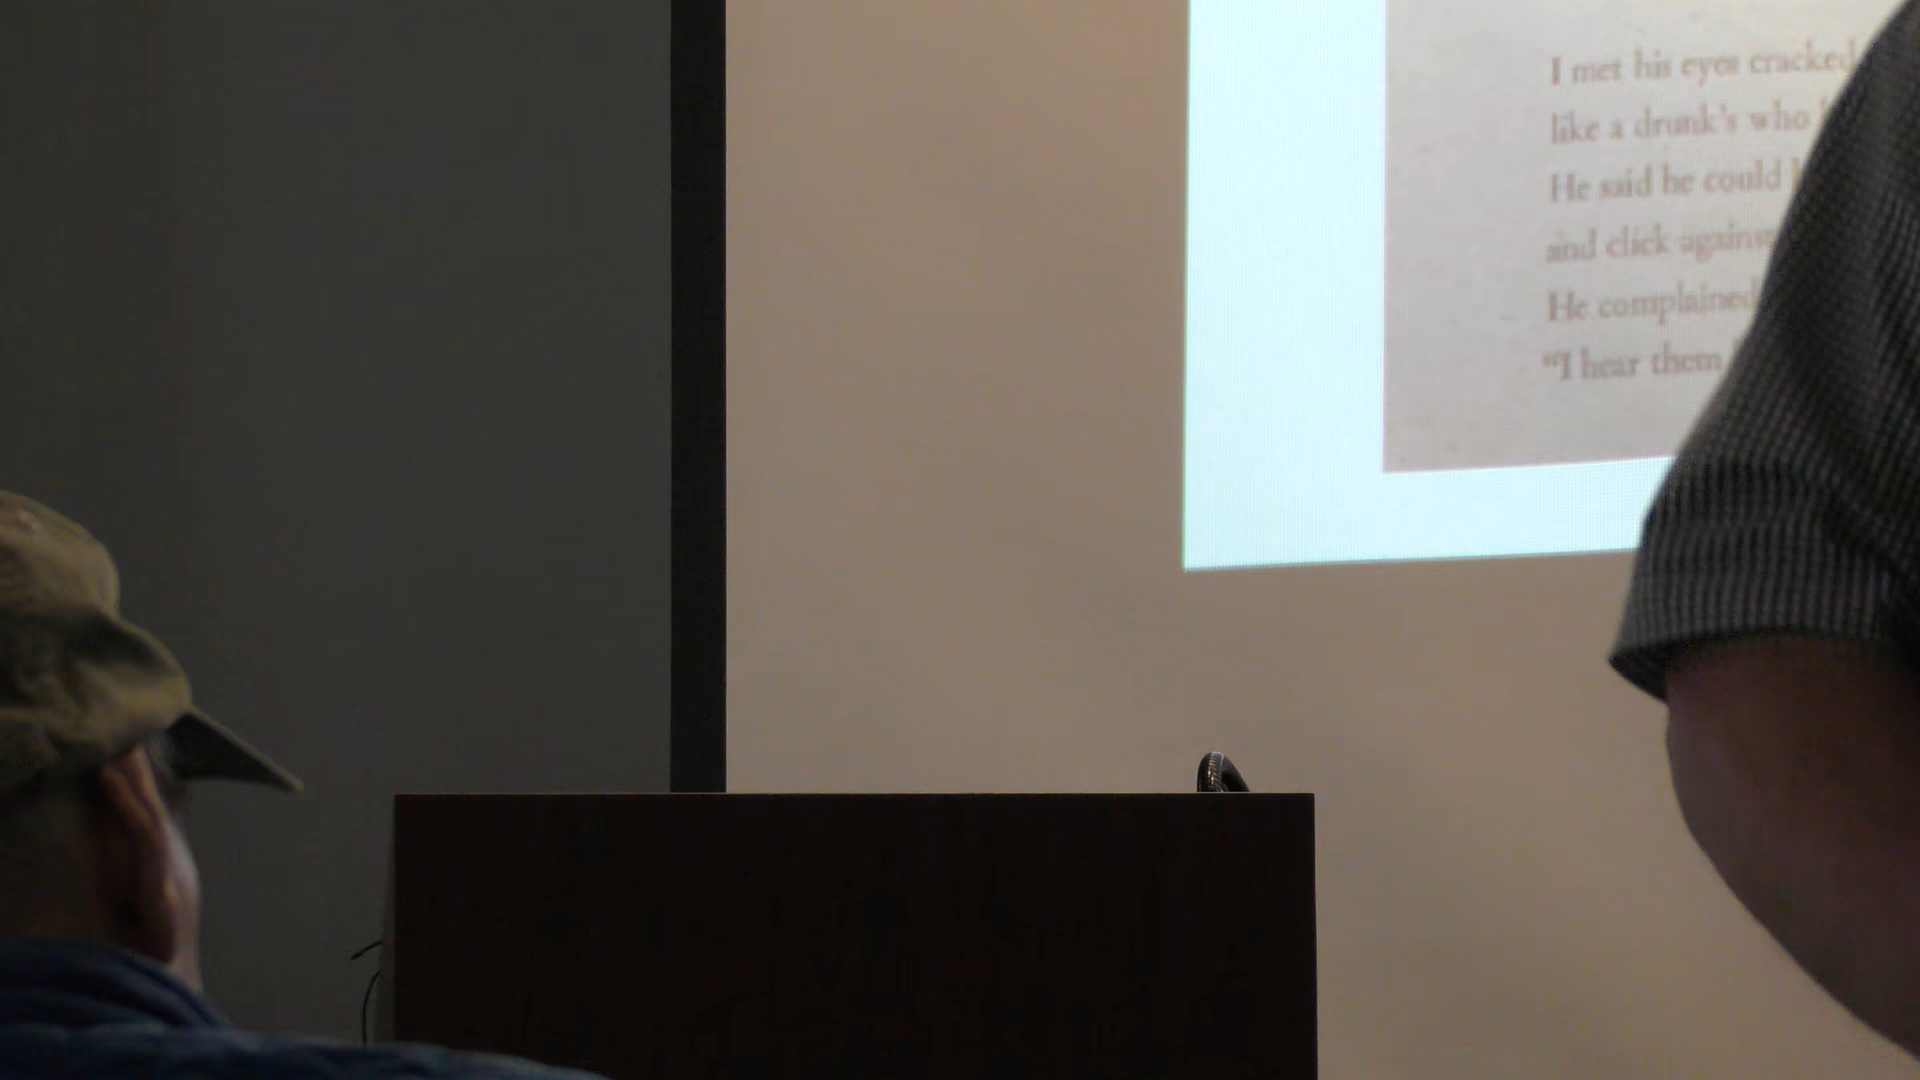 I met his eyes cracked
like a drunk's who
He said he could
and click against
He complained
"I hear them